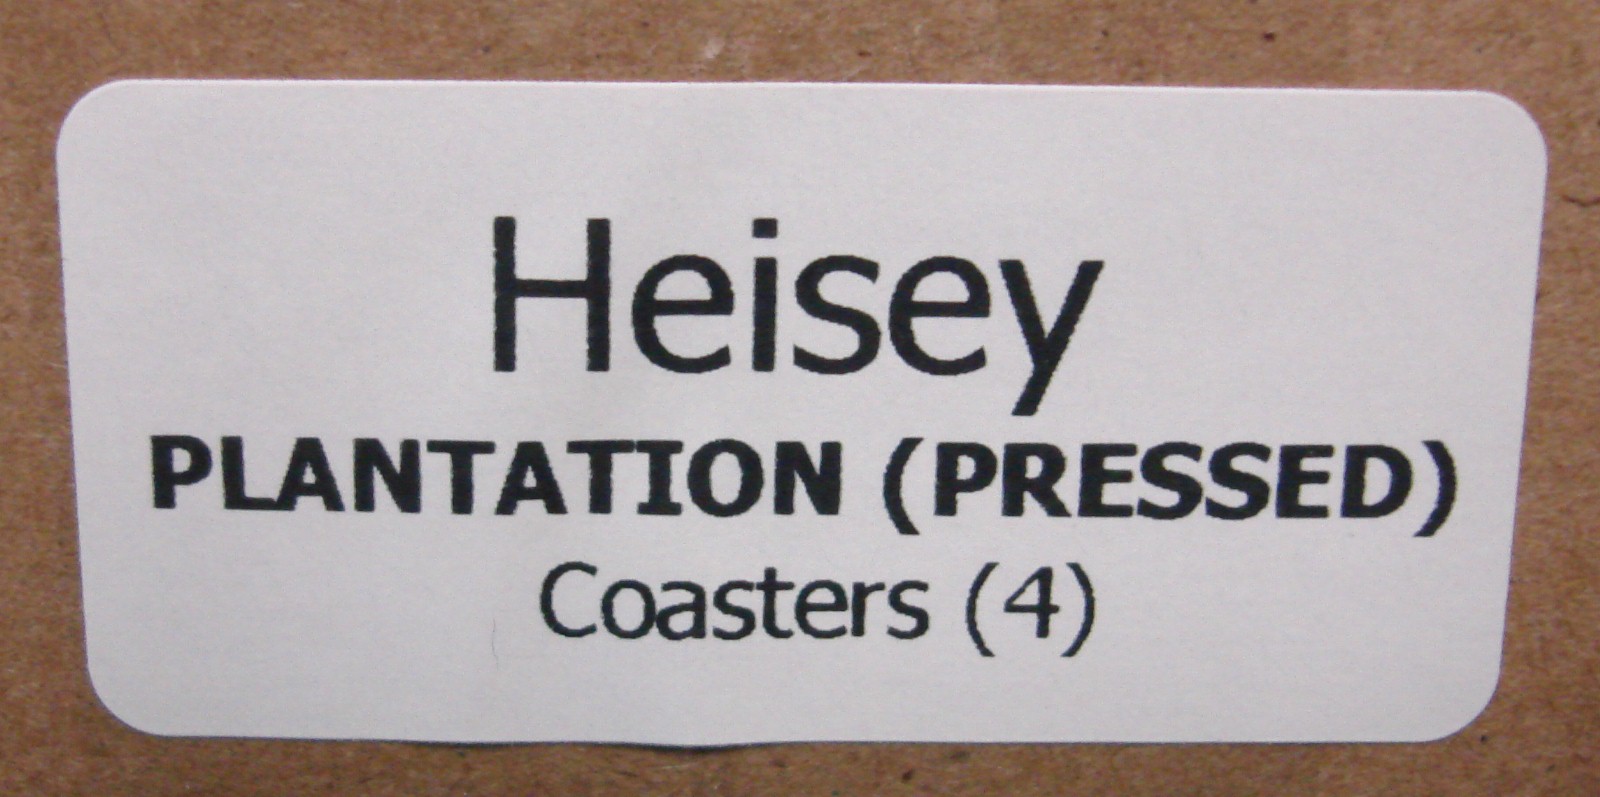 Heisey
PLANTATION (PRESSED)
Coasters (4)